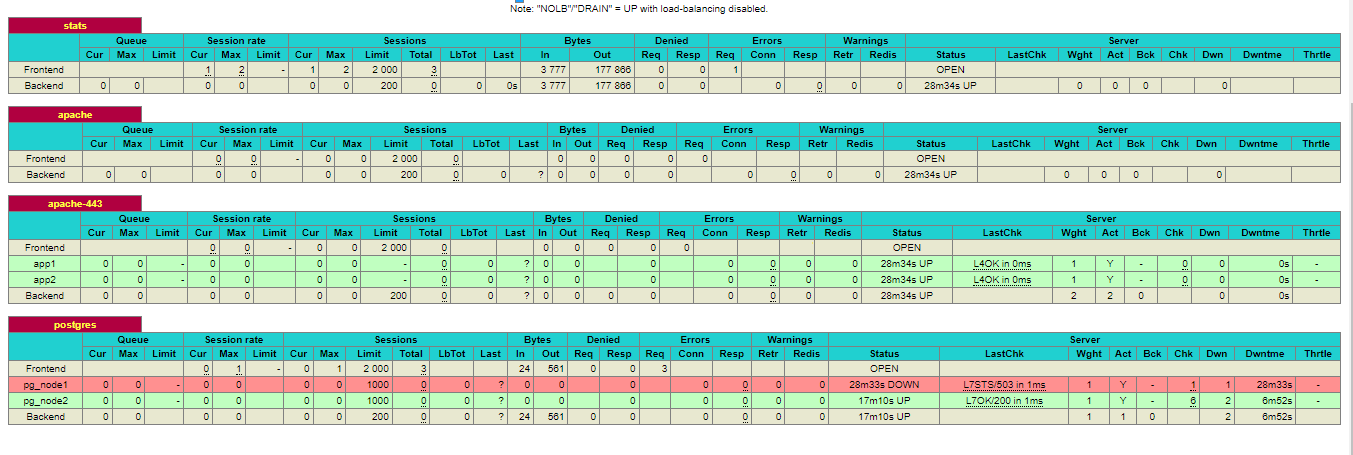 Note: "NOLB"/"DRAIN" = UP with load-balancing disabled.
stats
Queue Session rate Sessions Bytes Denied Errors Warnings Server
Cur Max Limit Cur Max Limit Cur Max Limit Total LbTot Last In Out Req Resp Req Conn Resp Retr Redis Status LastChk Wght Act Bck Chk Dwn Dwntme Thrtle
Frontend 1 2 - 1 2 2 000 3 3 777 177 866 0 0 1 OPEN
Backend 0 0 0 0 0 0 200 0 0 0s 3 777 177 866 0 0 0 0 0 0 28m34s UP 0 0 0 0
apache
Queue Session rate Sessions Bytes Denied Errors Warnings Server
Cur Max Limit Cur Max Limit Cur Max Limit Total LbTot Last In Out Req Resp Req Conn Resp Retr Redis Status LastChk Wght Act Bck Chk Dwn Dwntme Thrtle
Frontend 0 0 - 0 0 2 000 0 0 0 0 0 0 OPEN
Backend 0 0 0 0 0 0 200 0 0 ? 0 0 0 0 0 0 0 0 28m34s UP 0 0 0 0
apache-443
Queue Session rate Sessions Bytes Denied Errors Warnings Server
Cur Max Limit Cur Max Limit Cur Max Limit Total LbTot Last In Out Req Resp Req Conn Resp Retr Redis Status LastChk Wght Act Bck Chk Dwn Dwntme Thrtle
Frontend 0 0 - 0 0 2 000 0 0 0 0 0 0 OPEN
app1 0 0 - 0 0 0 0 - 0 0 ? 0 0 0 0 0 0 0 28m34s UP L4OK in 0ms 1 Y - 0 0 0s -
app2 0 0 - 0 0 0 0 - 0 0 ? 0 0 0 0 0 0 0 28m34s UP L4OK in 0ms 1 Y - 0 0 0s -
Backend 0 0 0 0 0 0 200 0 0 ? 0 0 0 0 0 0 0 0 28m34s UP 2 2 0 0 0s
postgres
Queue Session rate Sessions Bytes Denied Errors Warnings Server
Cur Max Limit Cur Max Limit Cur Max Limit Total LbTot Last In Out Req Resp Req Conn Resp Retr Redis Status LastChk Wght Act Bck Chk Dwn Dwntme Thrtle
Frontend 0 1 - 0 1 2 000 3 24 561 0 0 3 OPEN
pg_node1 0 0 - 0 0 0 0 1000 0 0 ? 0 0 0 0 0 0 0 28m33s DOWN L7STS/503 in 1ms 1 Y - 1 1 28m33s -
pg_node2 0 0 - 0 0 0 0 1000 0 0 ? 0 0 0 0 0 0 0 17m10s UP L7OK/200 in 1ms 1 Y - 6 2 6m52s -
Backend 0 0 0 0 0 0 200 0 0 ? 24 561 0 0 0 0 0 0 17m10s UP 1 1 0 2 6m52s